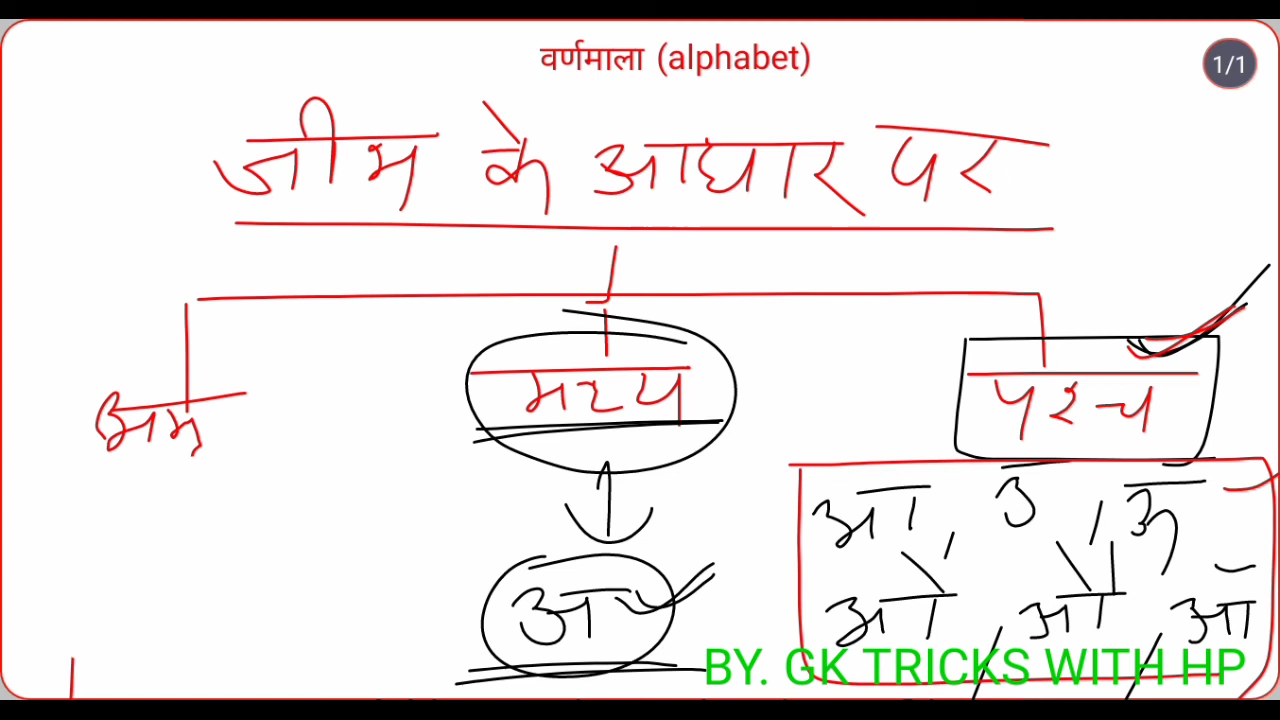 वर्णमाला (alphabet)
1/1
जीभ के आधार पर
अग्र मध्य पश्च
आ, उ, ऊ
अ
ओ, औ, ऑ
BY. GK TRICKS WITH HP